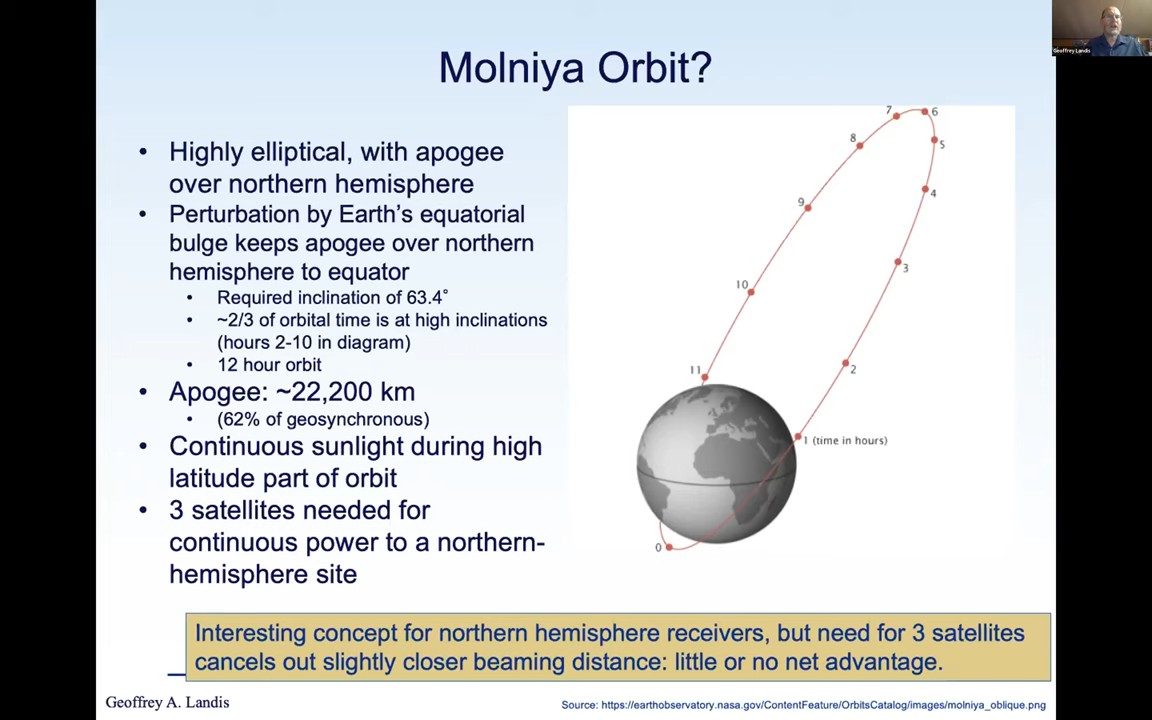 Geoffrey Landis
Molniya Orbit?
• Highly elliptical, with apogee
over northern hemisphere
• Perturbation by Earth's equatorial
bulge keeps apogee over northern
hemisphere to equator
• Required inclination of 63.4˚
• ~2/3 of orbital time is at high inclinations
(hours 2-10 in diagram)
• 12 hour orbit
• Apogee: ~22,200 km
• (62% of geosynchronous)
• Continuous sunlight during high
latitude part of orbit
• 3 satellites needed for
continuous power to a northern-
hemisphere site
7
6
8
5
4
9
3
10
11
2
1 (time in hours)
0
Interesting concept for northern hemisphere receivers, but need for 3 satellites
cancels out slightly closer beaming distance: little or no net advantage.
Geoffrey A. Landis
Source: https://earthobservatory.nasa.gov/ContentFeature/OrbitsCatalog/images/molniya_oblique.png